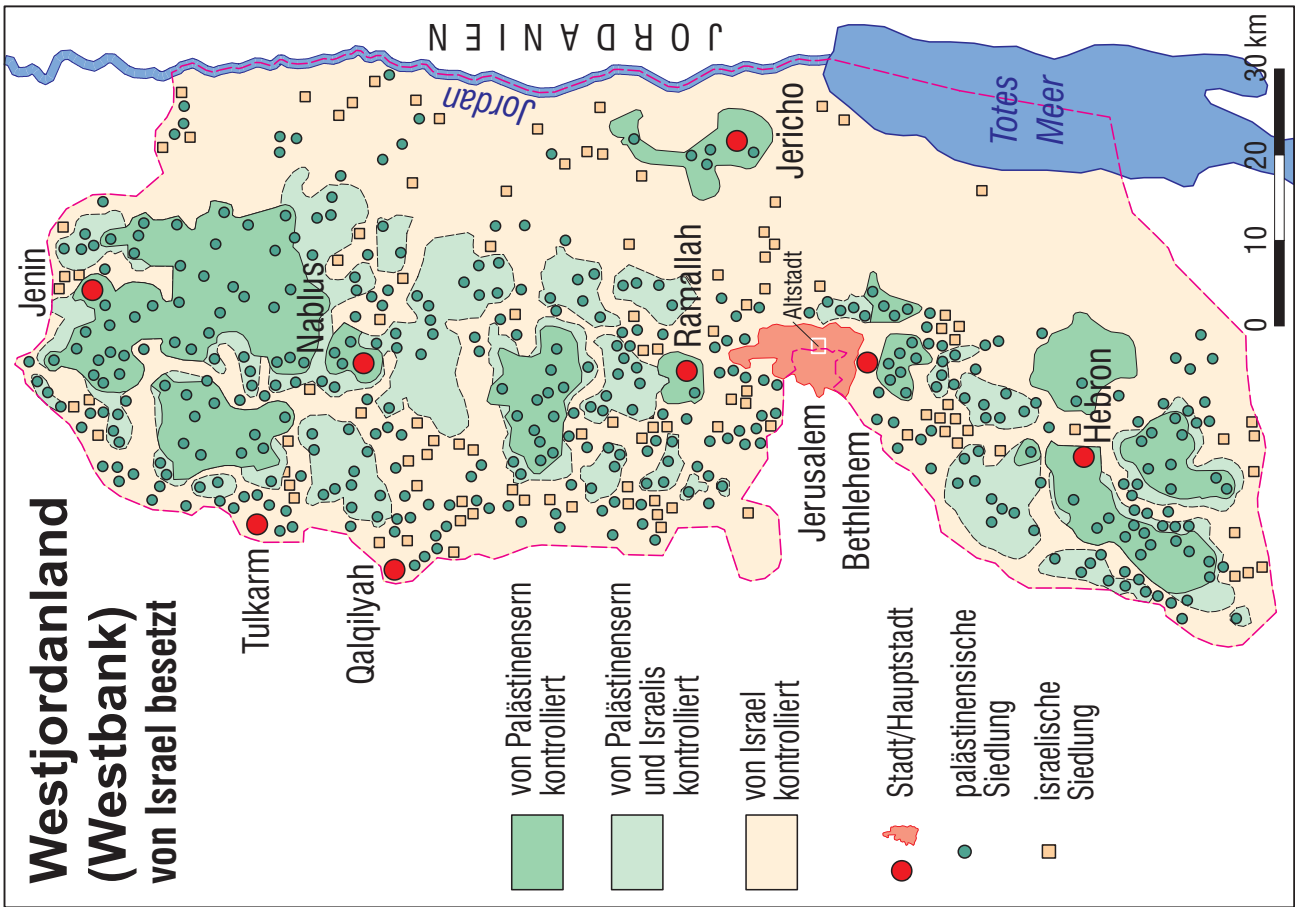 Westjordanland
(Westbank)
von Israel besetzt
Jenin
Tulkarm
Nablus
Qalqilyah
JORDANIEN
Jordan
Ramallah
Jericho
Altstadt
Jerusalem
Bethlehem
Hebron
Totes
Meer
von Palästinensern
kontrolliert
von Palästinensern
und Israelis
kontrolliert
von Israel
kontrolliert
Stadt/Hauptstadt
palästinensische
Siedlung
israelische
Siedlung
0 10 20 30 km